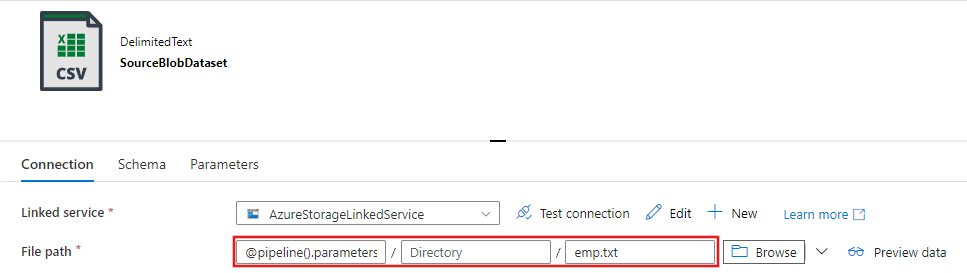 X
CSV
DelimitedText
SourceBlobDataset
Connection Schema Parameters
Linked service * AzureStorageLinkedService Test connection Edit New Learn more
File path * @pipeline().parameters / Directory / emp.txt Browse Preview data